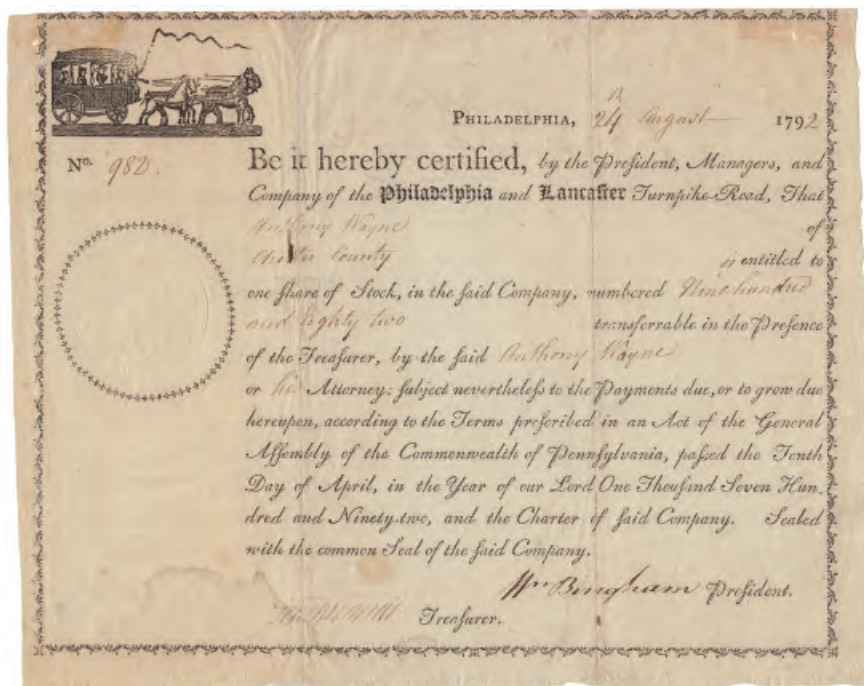 PHILADELPHIA, 24th August 1792
No. 982.
Be it hereby certified, by the Preſident, Managers, and
Company of the Philadelphia and Lancaſter Turnpike-Road, That
Anthony Wayne of
Cheſter County is entitled to
one ſhare of Stock, in the ſaid Company, numbered Nine hundred
and Eighty two transferrable in the Preſence
of the Treaſurer, by the ſaid Anthony Wayne
or his Attorney: ſubject nevertheleſs to the Payments due, or to grow due
hereupon, according to the Terms preſcribed in an Act of the General
Aſſembly of the Commonwealth of Pennſylvania, paſſed the Tenth
Day of April, in the Year of our Lord One Thouſand Seven Hun-
dred and Ninety-two, and the Charter of ſaid Company. Sealed
with the common Seal of the ſaid Company.
Wm Bingham Preſident.
Treaſurer.